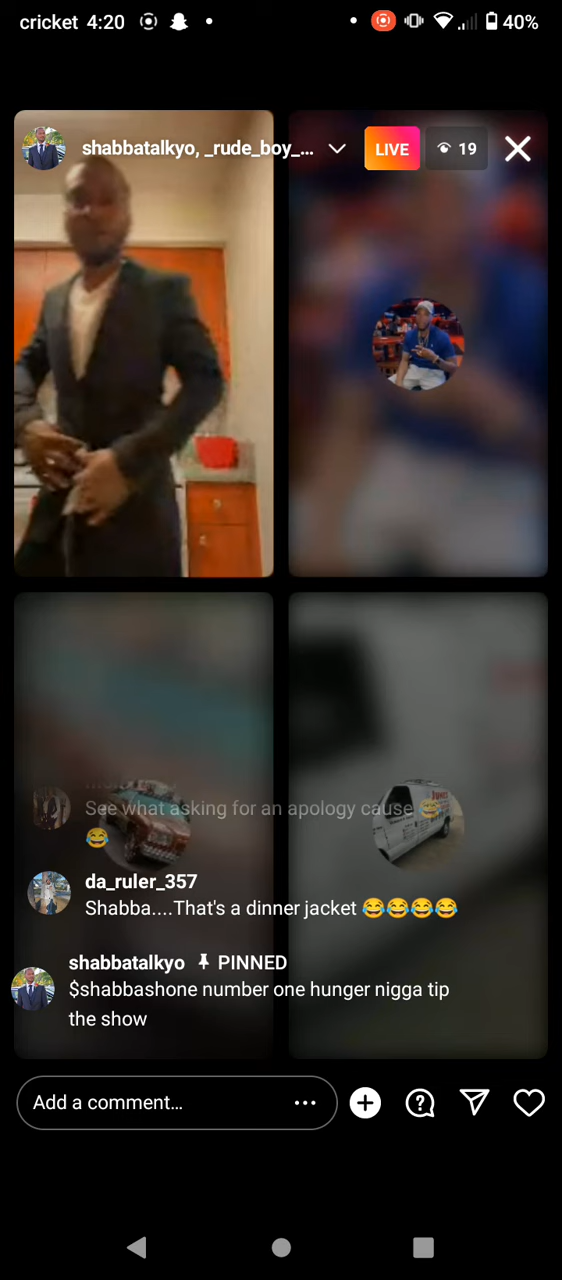 cricket 4:20
40%
shabbatalkyo, _rude_boy_...
LIVE
19
See what asking for an apology cause 😂
😂
da_ruler_357
Shabba....That's a dinner jacket 😂😂😂😂
shabbatalkyo PINNED
$shabbashone number one hunger nigga tip
the show
Add a comment...